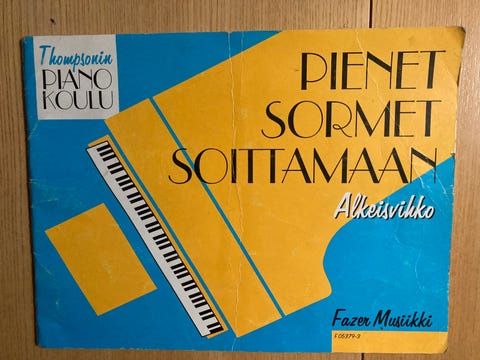 Thompsonin
PIANO
KOULU
PIENET
SORMET
SOITTAMAAN
Alkeisvihko
Fazer Musiikki
F 05379-3